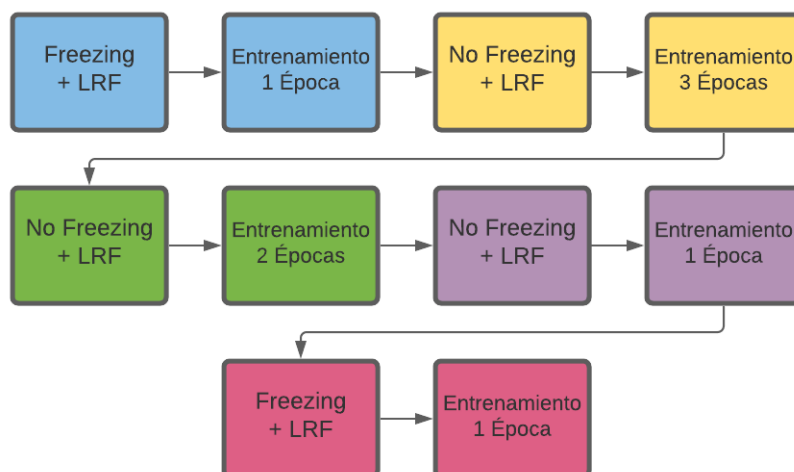 Freezing
+ LRF
Entrenamiento
1 Época
No Freezing
+ LRF
Entrenamiento
3 Épocas
No Freezing
+ LRF
Entrenamiento
2 Épocas
No Freezing
+ LRF
Entrenamiento
1 Época
Freezing
+ LRF
Entrenamiento
1 Época